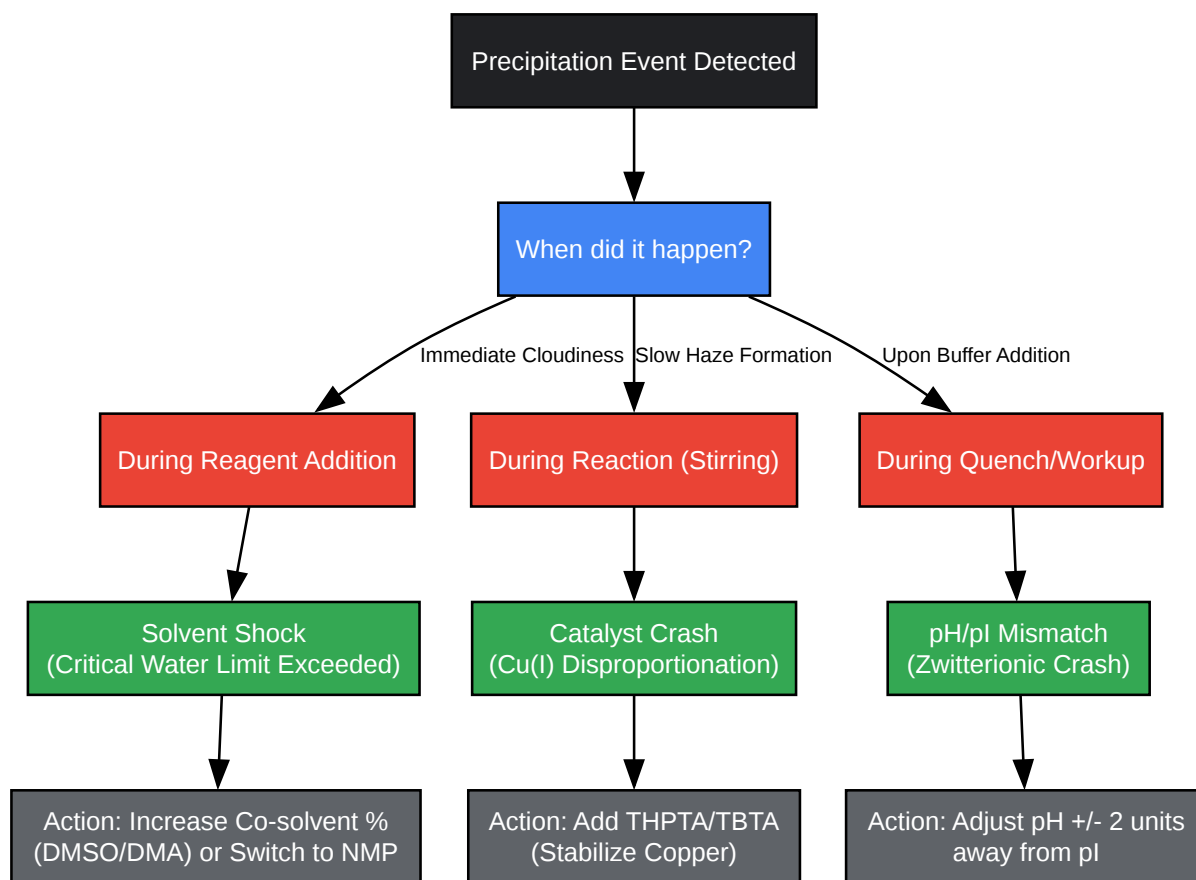 Precipitation Event Detected
When did it happen?
Immediate Cloudiness
Slow Haze Formation
Upon Buffer Addition
During Reagent Addition
During Reaction (Stirring)
During Quench/Workup
Solvent Shock
(Critical Water Limit Exceeded)
Catalyst Crash
(Cu(I) Disproportionation)
pH/pI Mismatch
(Zwitterionic Crash)
Action: Increase Co-solvent %
(DMSO/DMA) or Switch to NMP
Action: Add THPTA/TBTA
(Stabilize Copper)
Action: Adjust pH +/- 2 units
away from pI